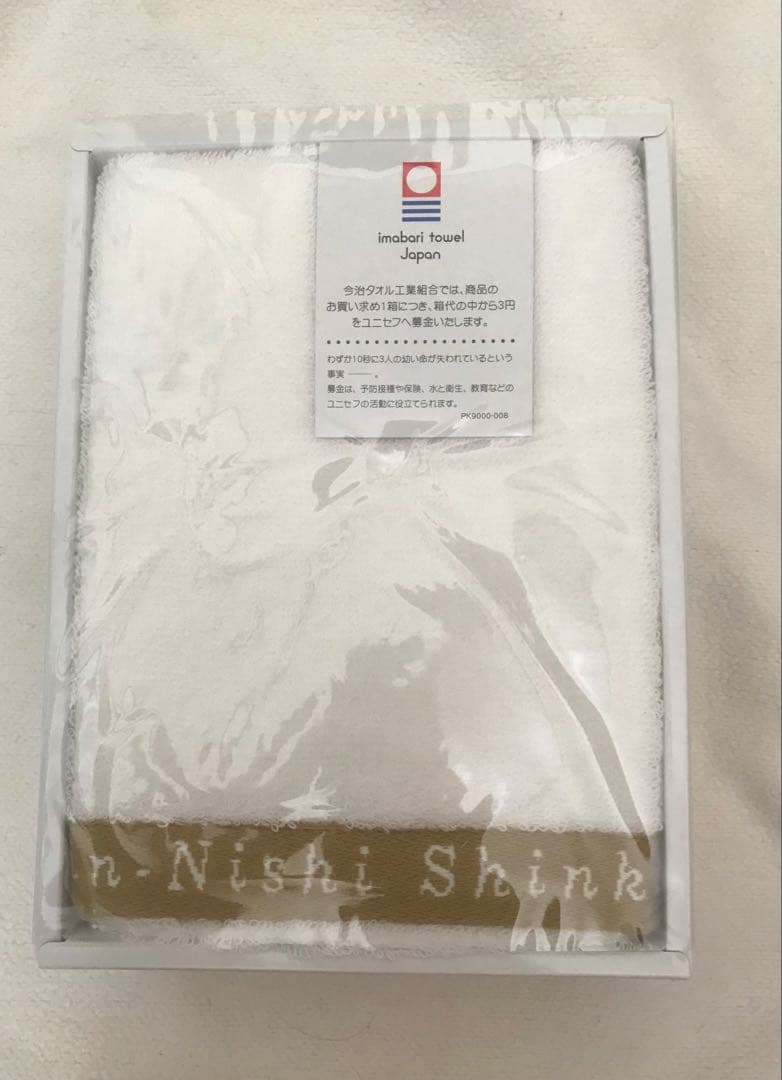 imabari towel
Japan
今治タオル工業組合では、商品の
お買い求め1箱につき、箱代の中から3円
をユニセフへ募金いたします。
わずか10秒に3人の幼い命が失われているという
事実 ――。
募金は、予防接種や保険、水と衛生、教育などの
ユニセフの活動に役立てられます。
PK9000-008
n-Nishi Shink